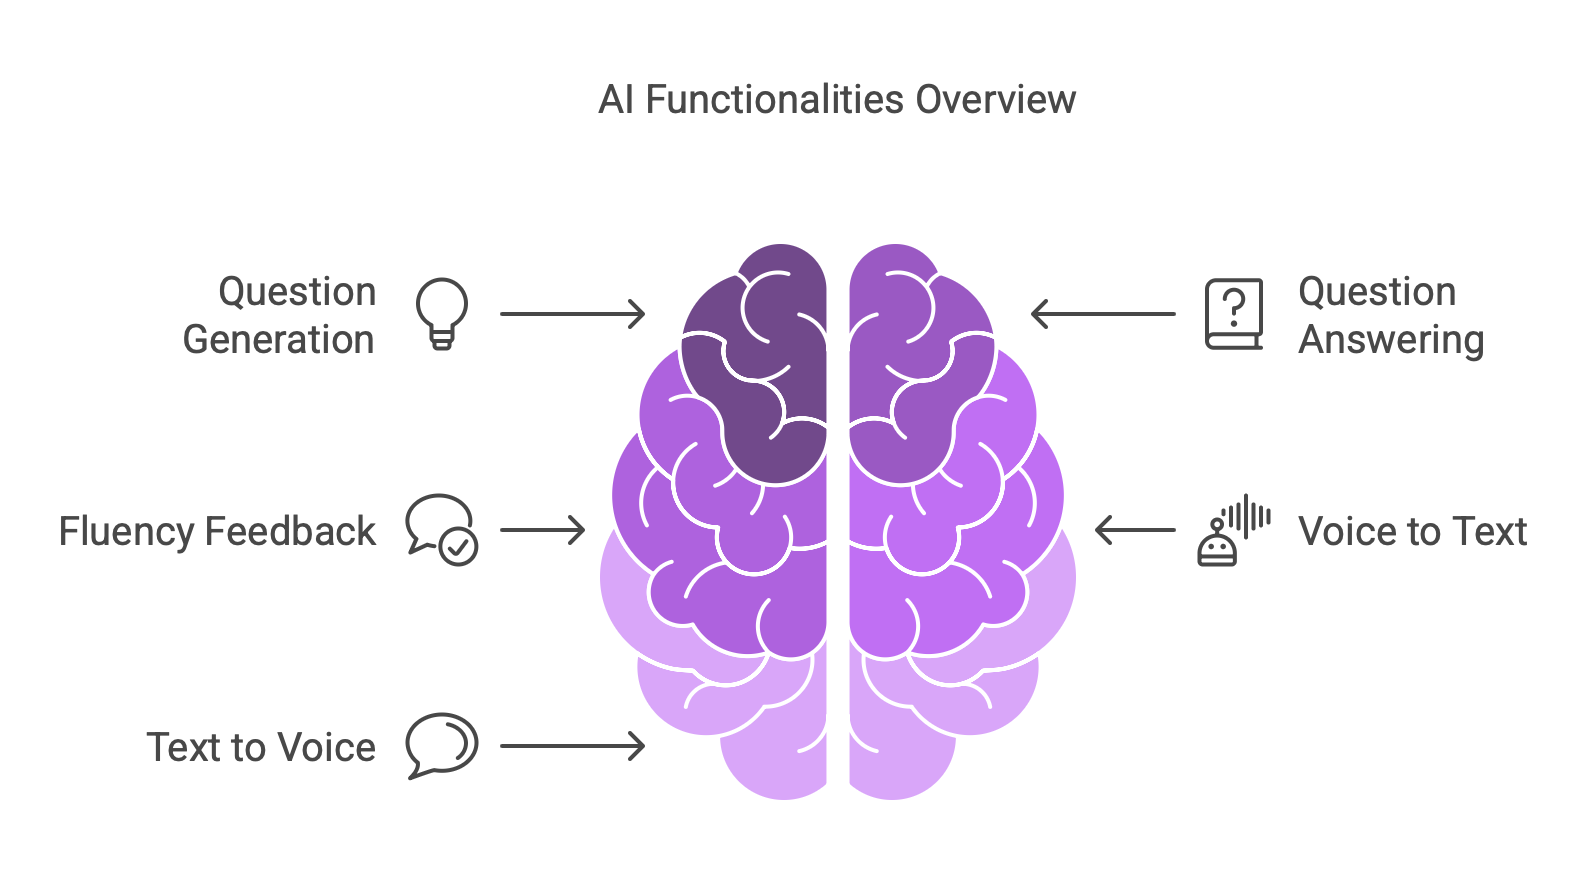 AI Functionalities Overview
Question
Generation
?
Question
Answering
Fluency Feedback
Voice to Text
Text to Voice